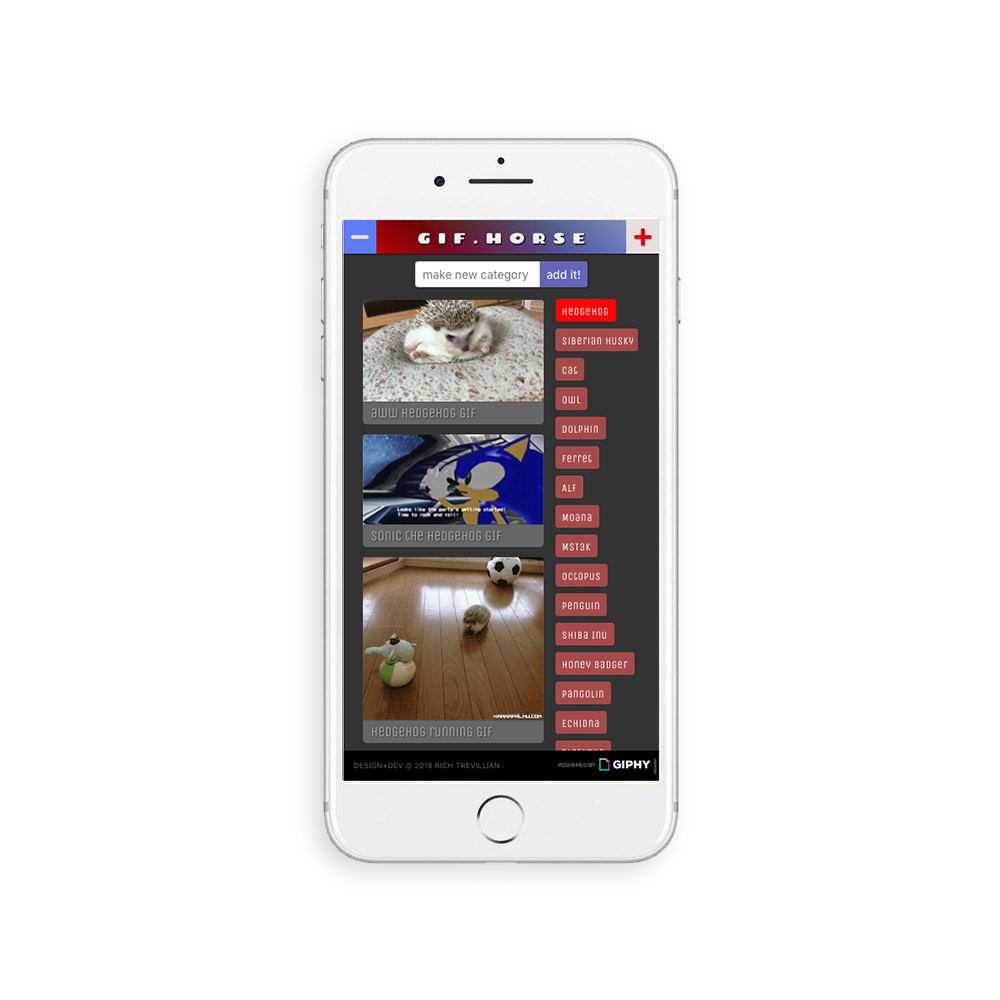 GIF.HORSE
make new category
add it!
aww hedgehog GIF
Looks like the party's getting started!
Time to rock and roll!
Sonic the Hedgehog GIF
Hedgehog running GIF
Hedgehog
Siberian Husky
Cat
Owl
Dolphin
Ferret
ALF
Moana
MST3K
Octopus
Penguin
Shiba Inu
Honey Badger
Pangolin
Echidna
DESIGN+DEV © 2018 RICH TREVILLIAN
POWERED BY GIPHY